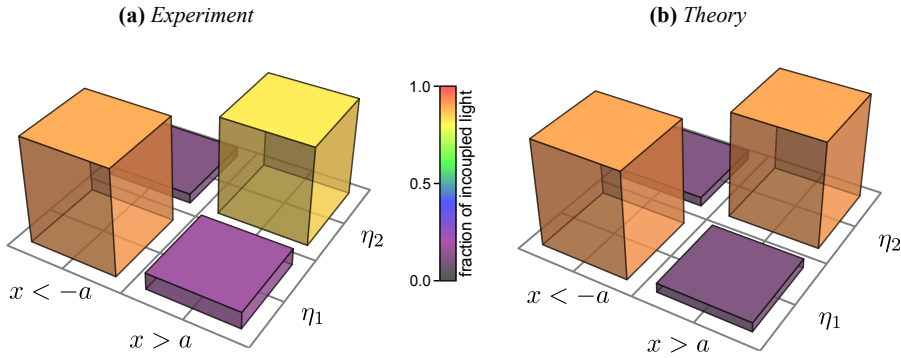 (a) Experiment
1.0
0.5
0.0
fraction of incoupled light
x < −a
x > a
η₁
η₂
(b) Theory
x < −a
x > a
η₁
η₂